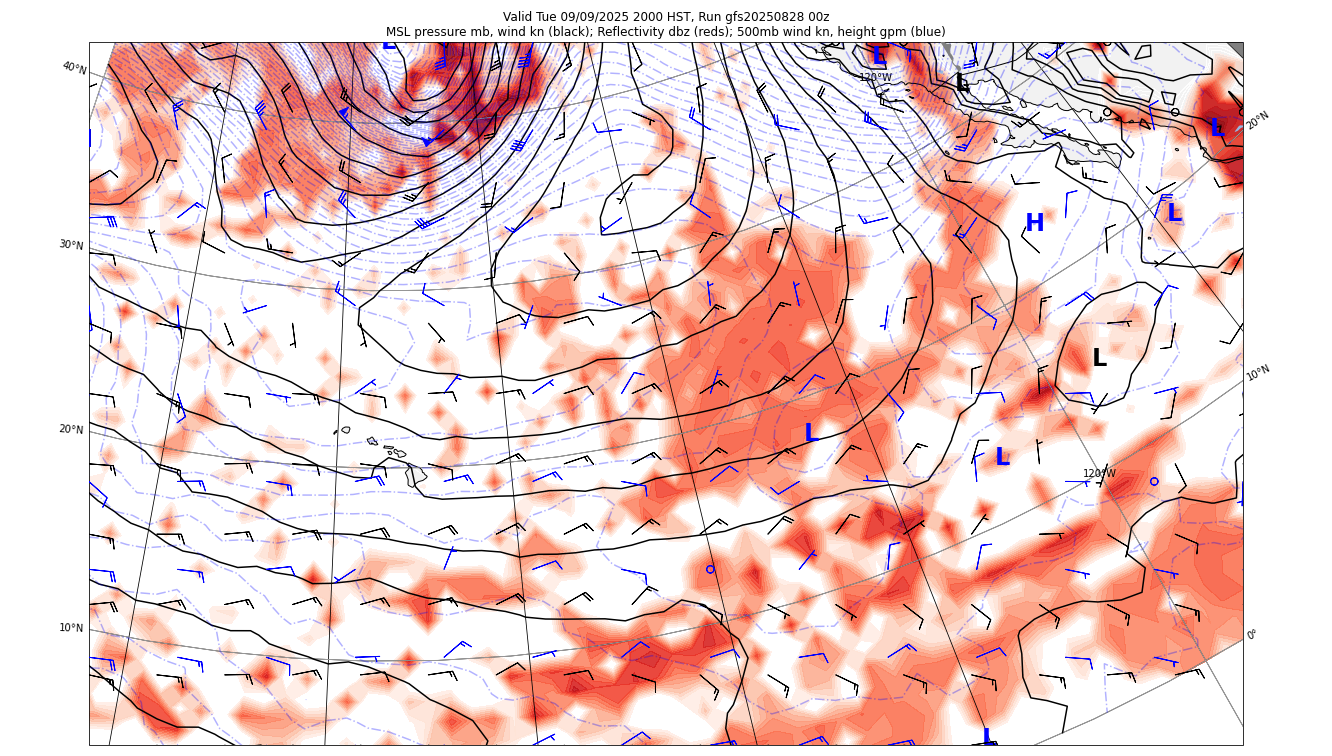 Valid Tue 09/09/2025 2000 HST, Run gfs20250828 00z
MSL pressure mb, wind kn (black); Reflectivity dbz (reds); 500mb wind kn, height gpm (blue)
L
L
120°W
L
40°N
20°N
L
L
H
30°N
L
10°N
20°N
L
L
120°W
10°N
0°
L